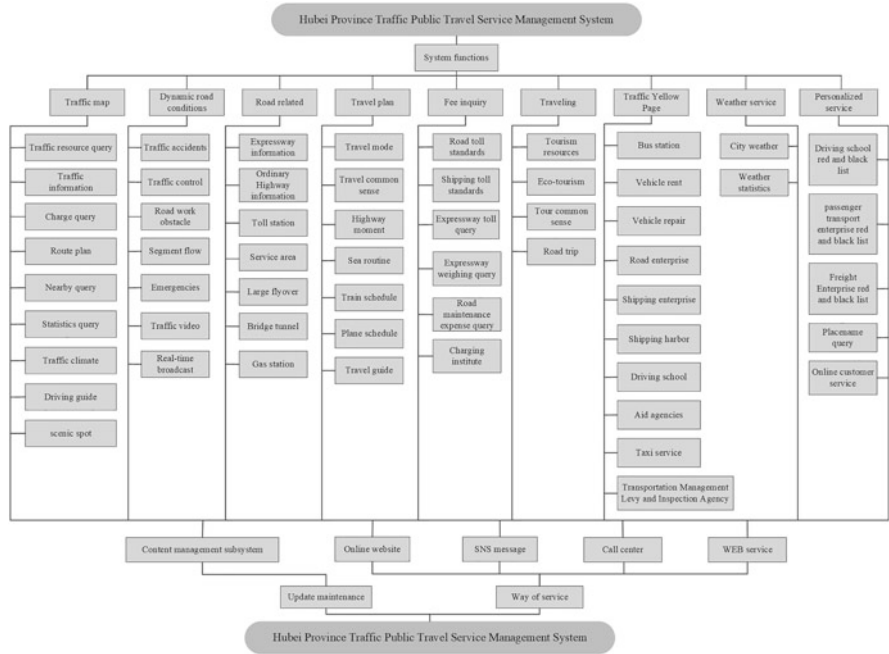 Hubei Province Traffic Public Travel Service Management System
System functions
Traffic map
Dynamic road
conditions
Road related
Travel plan
Fee inquiry
Traveling
Traffic Yellow
Page
Weather service
Personalized
service
Traffic resource query
Traffic
information
Charge query
Route plan
Nearby query
Statistics query
Traffic climate
Driving guide
scenic spot
Traffic accidents
Traffic control
Road work
obstacle
Segment flow
Emergencies
Traffic video
Real-time
broadcast
Expressway
information
Ordinary
Highway
information
Toll station
Service area
Large flyover
Bridge tunnel
Gas station
Travel mode
Travel common
sense
Highway
moment
Sea routine
Train schedule
Plane schedule
Travel guide
Road toll
standards
Shipping toll
standards
Expressway toll
query
Expressway
weighing query
Road
maintenance
expense query
Charging
institute
Tourism
resources
Eco-tourism
Tour common
sense
Road trip
Bus station
Vehicle rent
Vehicle repair
Road enterprise
Shipping enterprise
Shipping harbor
Driving school
Aid agencies
Taxi service
Transportation Management
Levy and Inspection Agency
City weather
Weather
statistics
Driving school
red and black
list
passenger
transport
enterprise red
and black list
Freight
Enterprise red
and black list
Placename
query
Online customer
service
Content management subsystem
Online website
SNS message
Call center
WEB service
Update maintenance
Way of service
Hubei Province Traffic Public Travel Service Management System